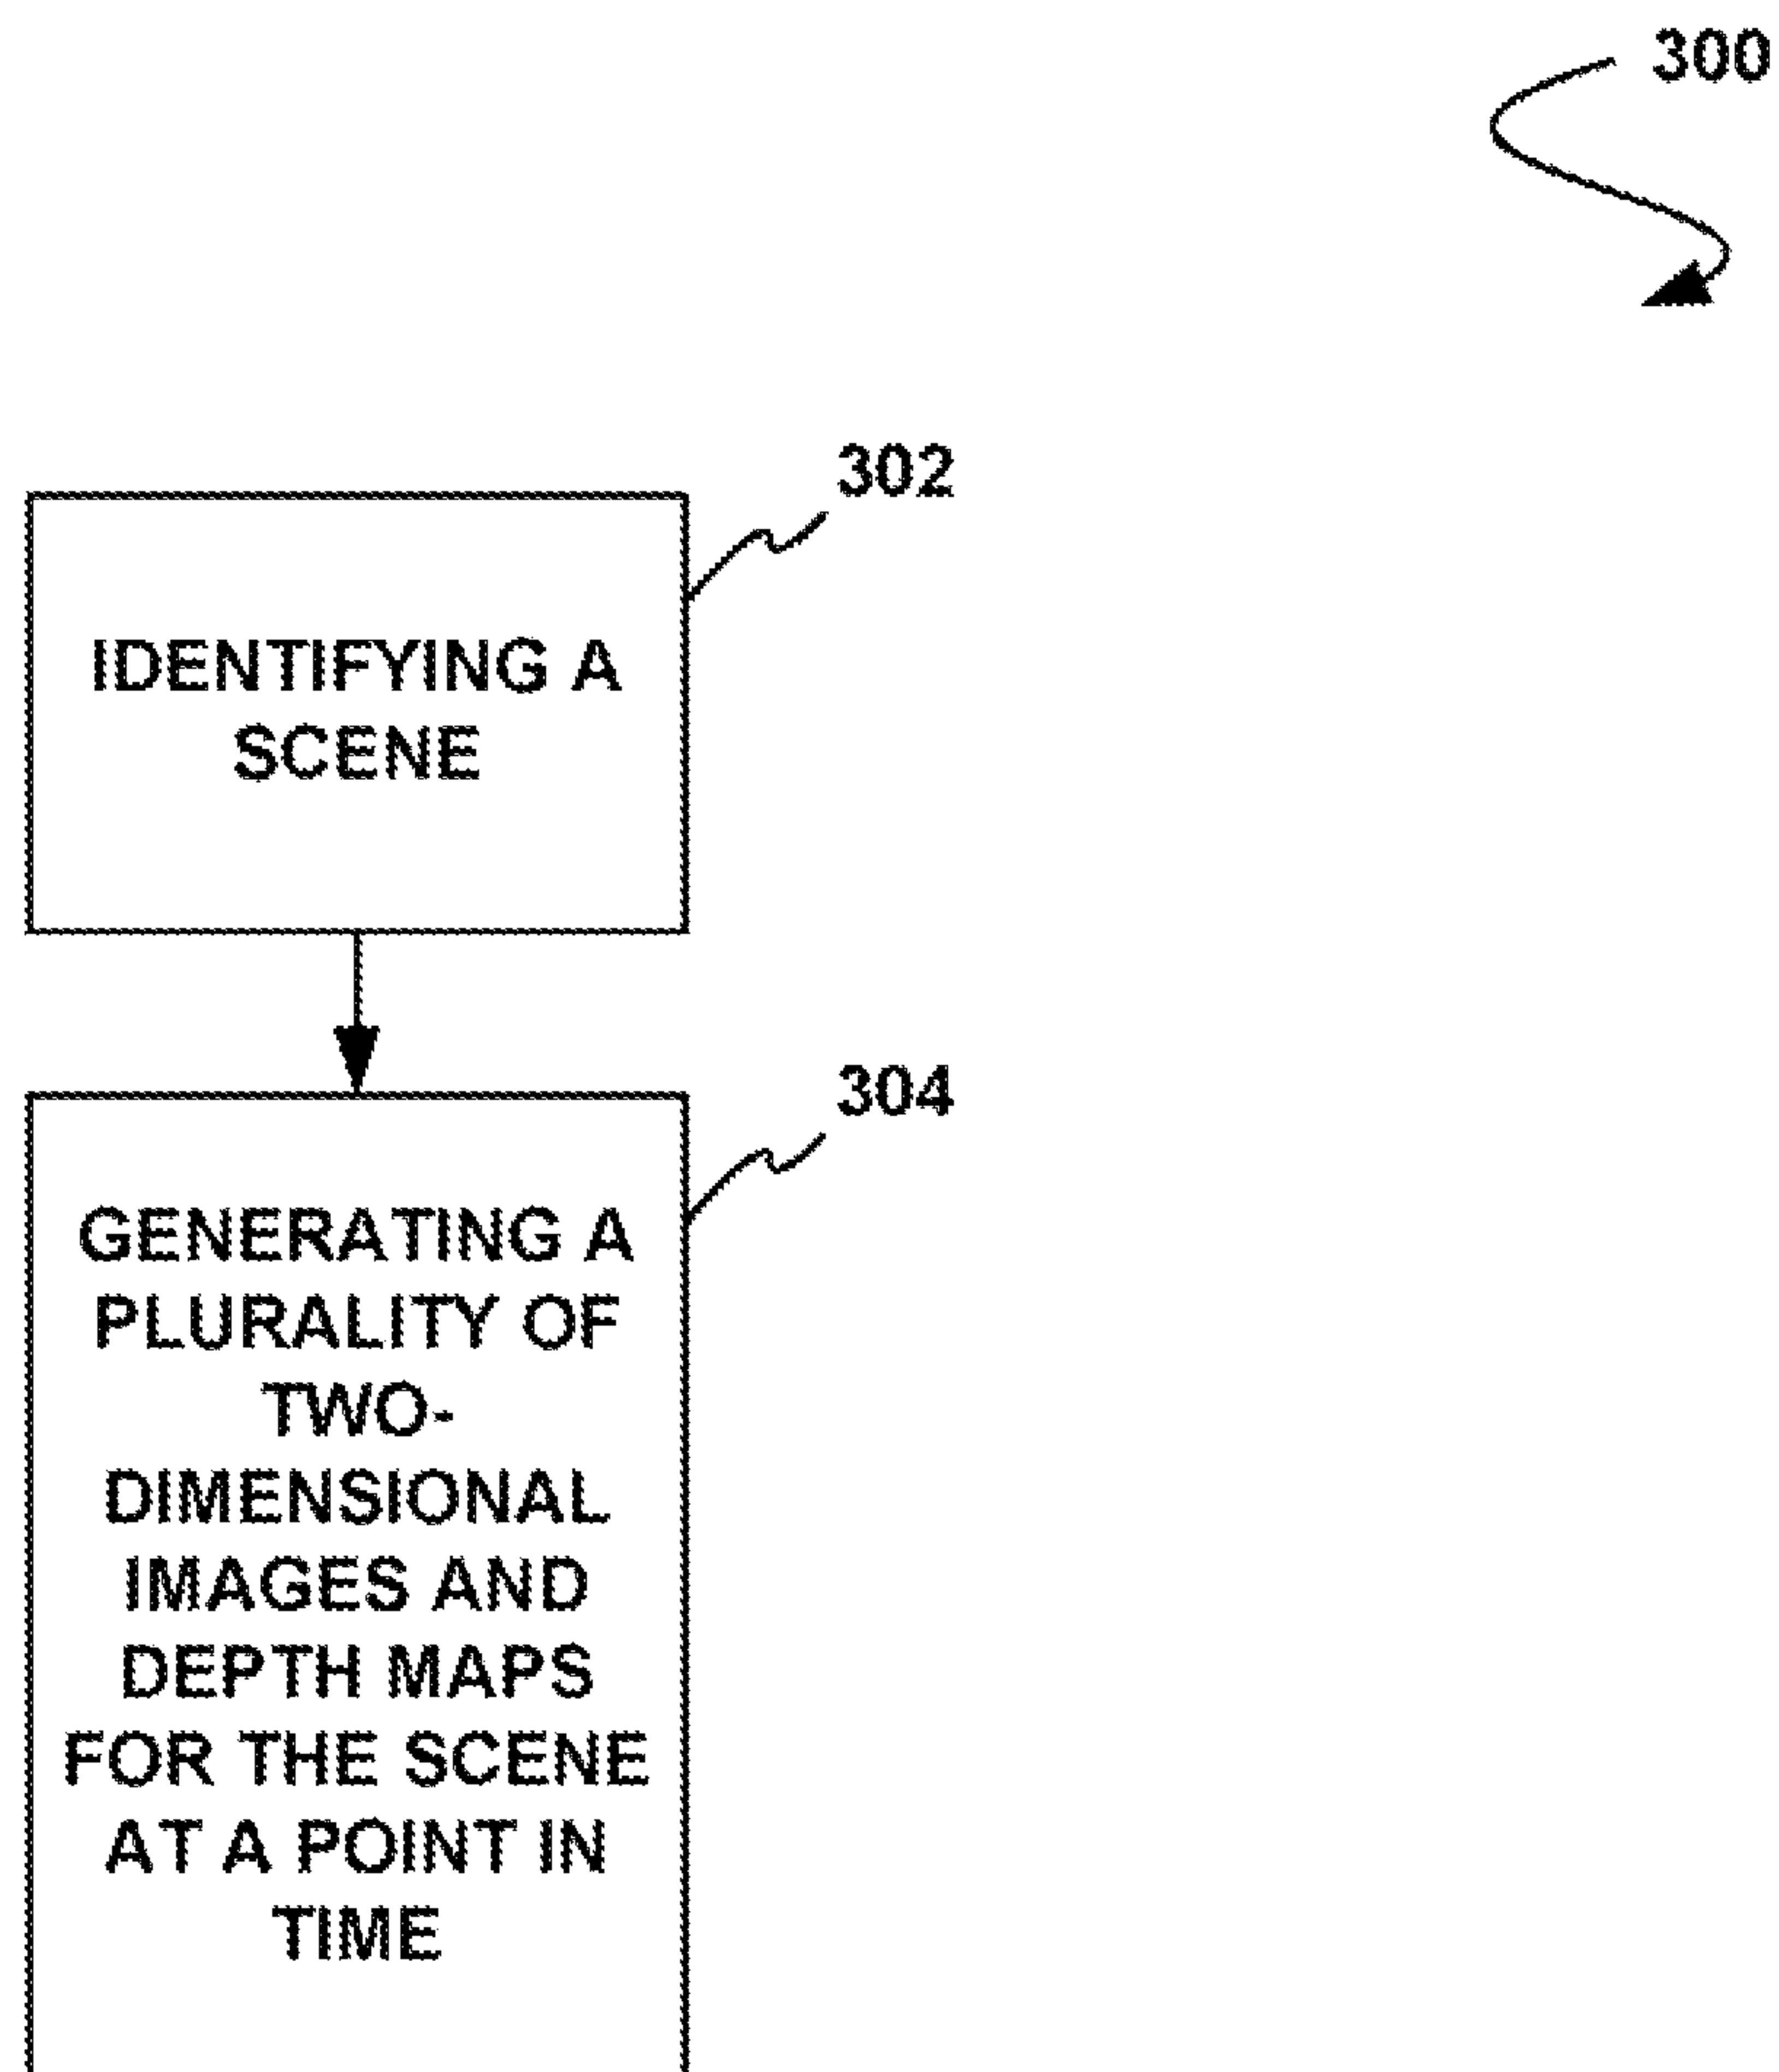 300
302
IDENTIFYING A
SCENE
304
GENERATING A
PLURALITY OF
TWO-
DIMENSIONAL
IMAGES AND
DEPTH MAPS
FOR THE SCENE
AT A POINT IN
TIME